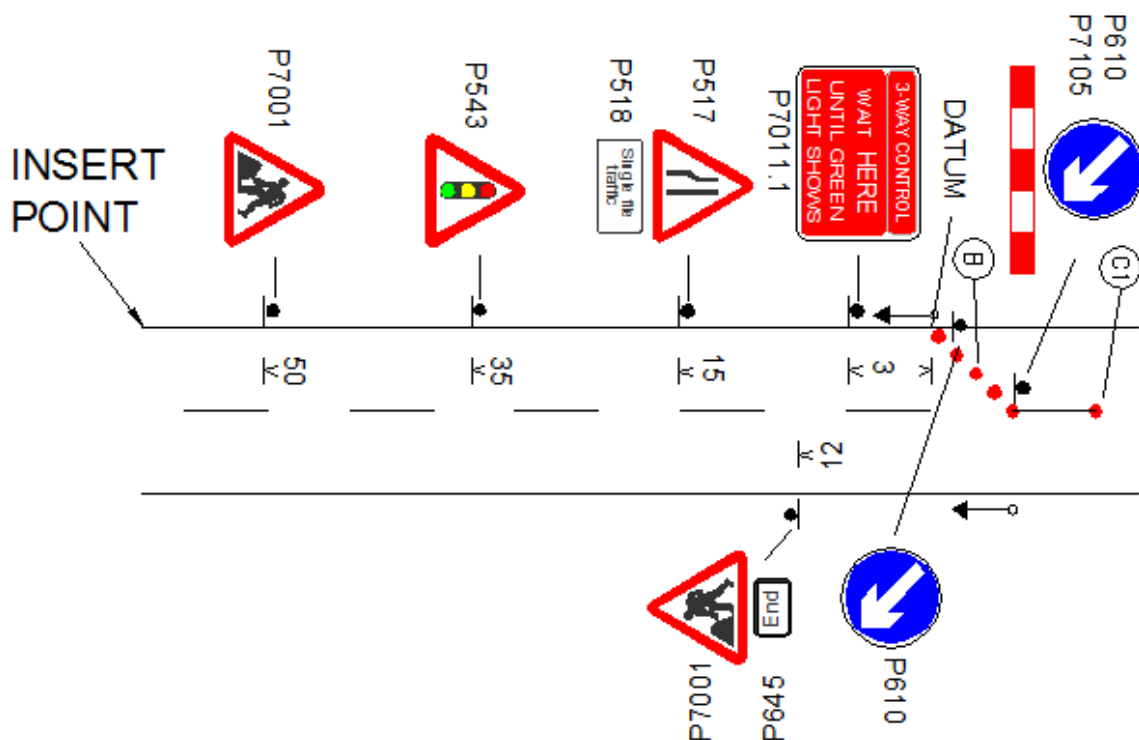 INSERT
POINT
P7001
P543
P518
P517
Single file
traffic
P7011.1
3-WAY CONTROL
WAIT HERE
UNTIL GREEN
LIGHT SHOWS
DATUM
P610
P7105
B
C1
50
35
15
3
12
P7001
P645
End
P610